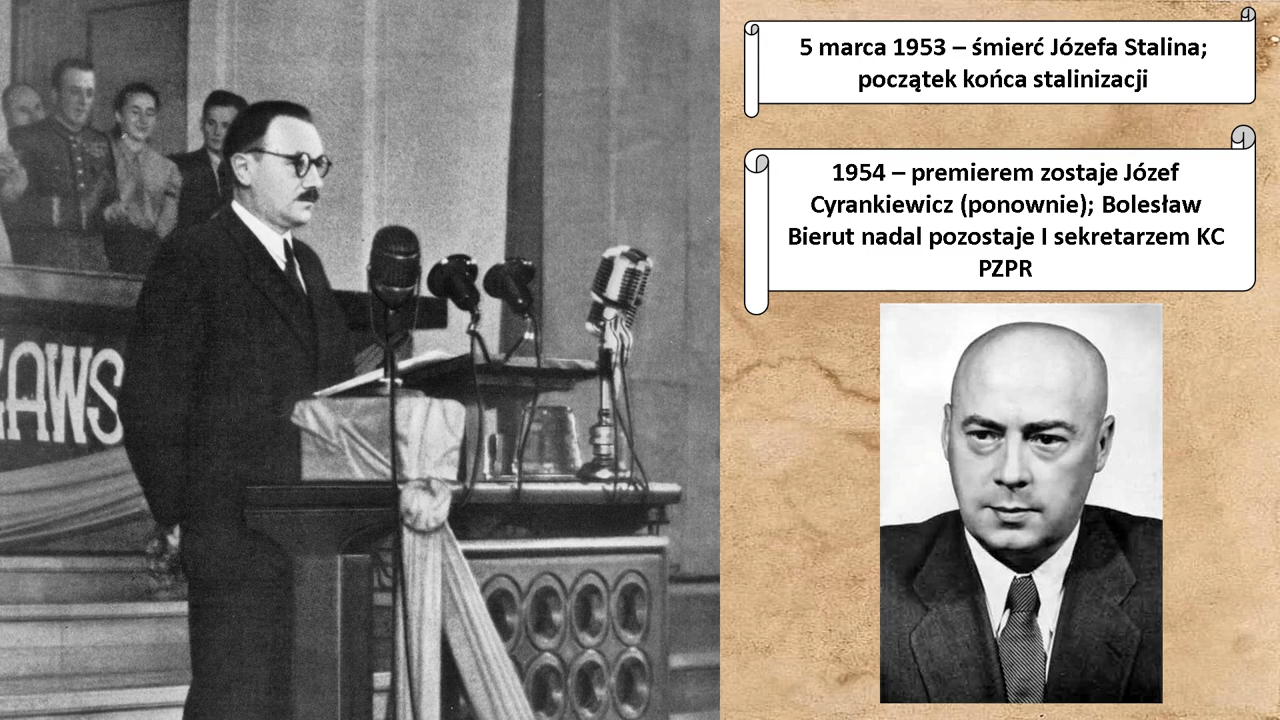 ZAWS
5 marca 1953 – śmierć Józefa Stalina;
początek końca stalinizacji
1954 – premierem zostaje Józef
Cyrankiewicz (ponownie); Bolesław
Bierut nadal pozostaje I sekretarzem KC
PZPR